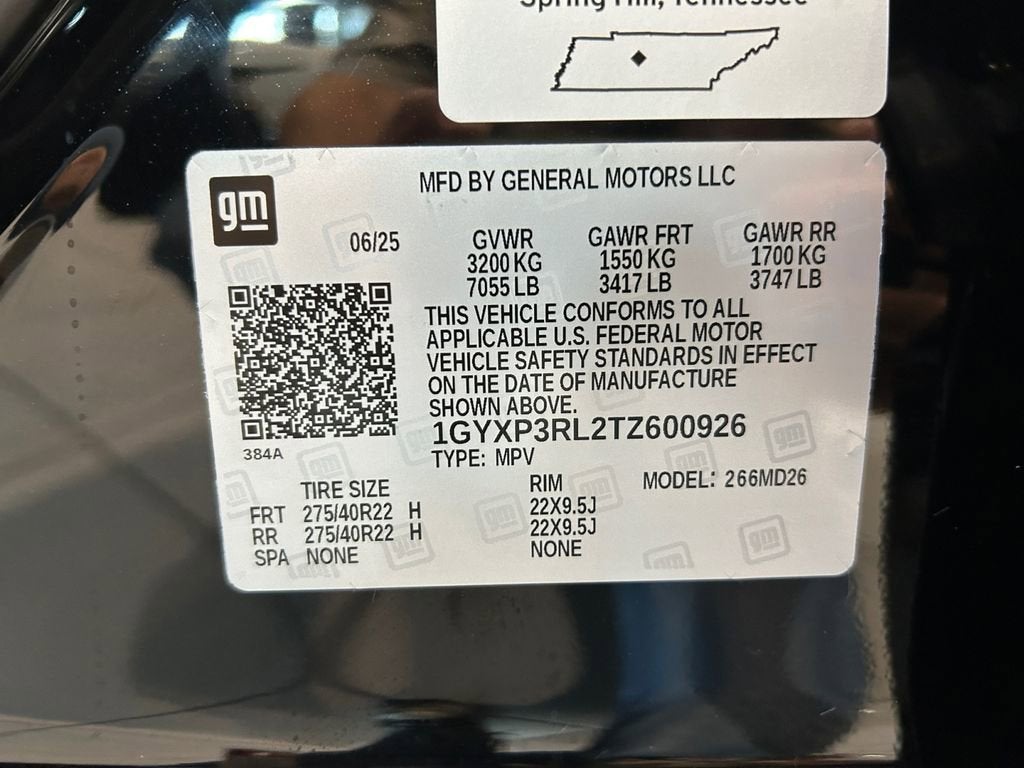 Spring Hill, Tennessee
gm
MFD BY GENERAL MOTORS LLC
06/25
GVWR GAWR FRT GAWR RR
3200 KG 1550 KG 1700 KG
7055 LB 3417 LB 3747 LB
THIS VEHICLE CONFORMS TO ALL
APPLICABLE U.S. FEDERAL MOTOR
VEHICLE SAFETY STANDARDS IN EFFECT
ON THE DATE OF MANUFACTURE
SHOWN ABOVE.
1GYXP3RL2TZ600926
384A
TYPE: MPV
TIRE SIZE RIM MODEL: 266MD26
FRT 275/40R22 H 22X9.5J
RR 275/40R22 H 22X9.5J
SPA NONE NONE